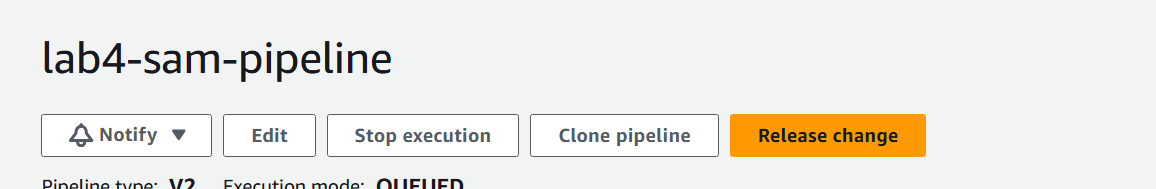 lab4-sam-pipeline
Notify Edit Stop execution Clone pipeline Release change
Pipeline type: V2 Execution mode: QUEUED